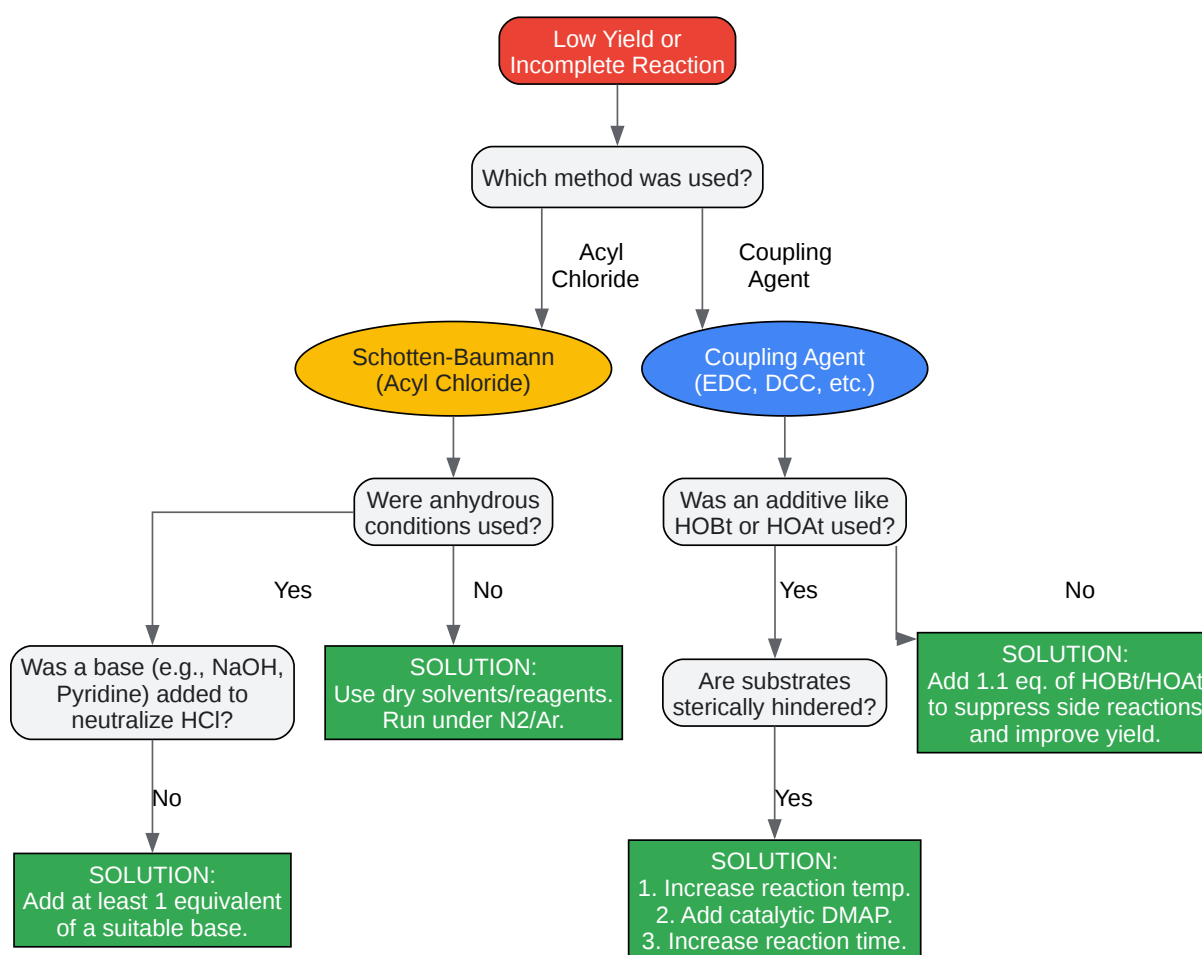 Low Yield or
Incomplete Reaction
Which method was used?
Acyl
Chloride
Coupling
Agent
Schotten-Baumann
(Acyl Chloride)
Coupling Agent
(EDC, DCC, etc.)
Were anhydrous
conditions used?
Was an additive like
HOBt or HOAt used?
Yes
No
Yes
No
Was a base (e.g., NaOH,
Pyridine) added to
neutralize HCl?
SOLUTION:
Use dry solvents/reagents.
Run under N2/Ar.
Are substrates
sterically hindered?
SOLUTION:
Add 1.1 eq. of HOBt/HOAt
to suppress side reactions
and improve yield.
No
Yes
SOLUTION:
Add at least 1 equivalent
of a suitable base.
SOLUTION:
1. Increase reaction temp.
2. Add catalytic DMAP.
3. Increase reaction time.